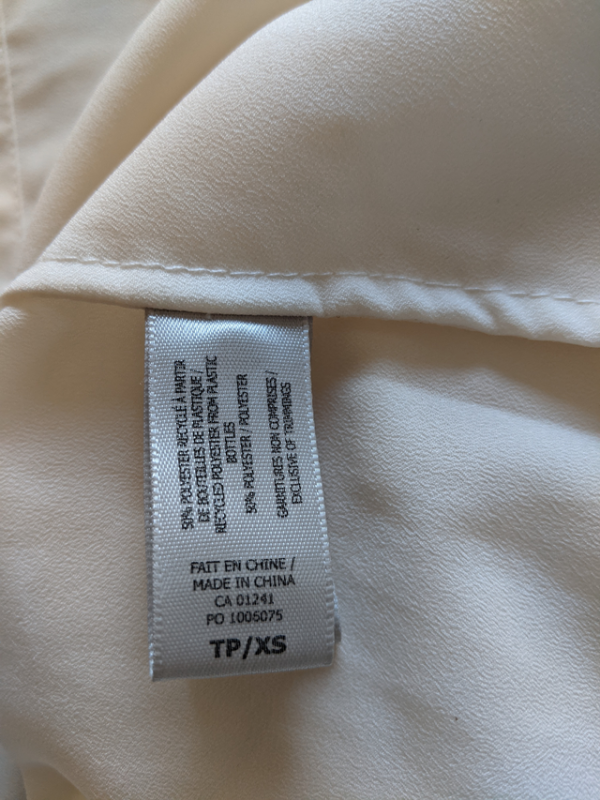 50% POLYESTER RECYCLÉ À PARTIR
DE BOUTEILLES DE PLASTIQUE /
RECYCLED POLYESTER FROM PLASTIC
BOTTLES
50% POLYESTER / POLYESTER
GARNITURES NON COMPRISES /
EXCLUSIVE OF TRIMMINGS
FAIT EN CHINE /
MADE IN CHINA
CA 01241
PO 1006075
TP/XS